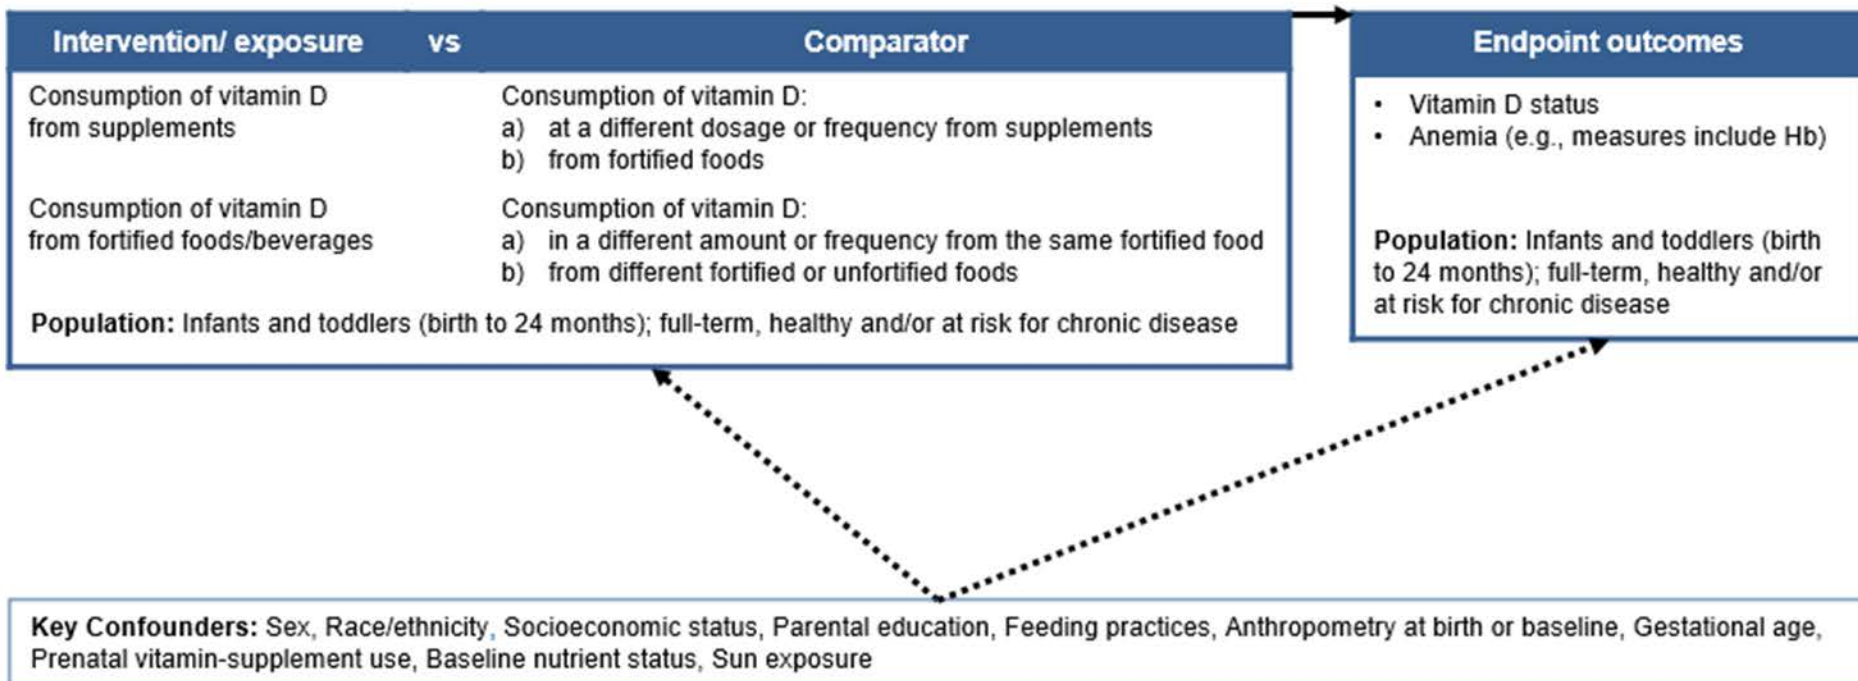 Intervention/ exposure vs Comparator
Consumption of vitamin D
from supplements
Consumption of vitamin D:
a) at a different dosage or frequency from supplements
b) from fortified foods
Consumption of vitamin D
from fortified foods/beverages
Consumption of vitamin D:
a) in a different amount or frequency from the same fortified food
b) from different fortified or unfortified foods
Population: Infants and toddlers (birth to 24 months); full-term, healthy and/or at risk for chronic disease
Endpoint outcomes
• Vitamin D status
• Anemia (e.g., measures include Hb)
Population: Infants and toddlers (birth
to 24 months); full-term, healthy and/or
at risk for chronic disease
Key Confounders: Sex, Race/ethnicity, Socioeconomic status, Parental education, Feeding practices, Anthropometry at birth or baseline, Gestational age,
Prenatal vitamin-supplement use, Baseline nutrient status, Sun exposure